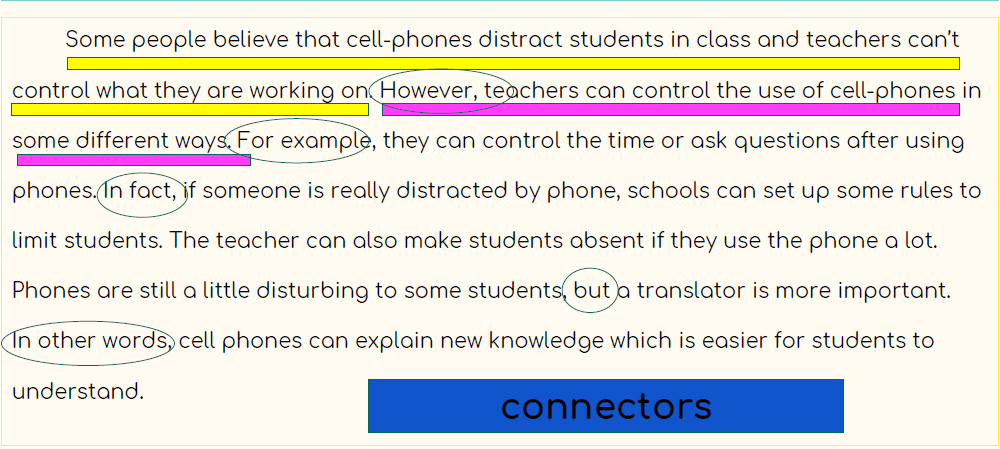 Some people believe that cell-phones distract students in class and teachers can't
control what they are working on. However, teachers can control the use of cell-phones in
some different ways. For example, they can control the time or ask questions after using
phones. In fact, if someone is really distracted by phone, schools can set up some rules to
limit students. The teacher can also make students absent if they use the phone a lot.
Phones are still a little disturbing to some students, but a translator is more important.
In other words, cell phones can explain new knowledge which is easier for students to
understand.
connectors